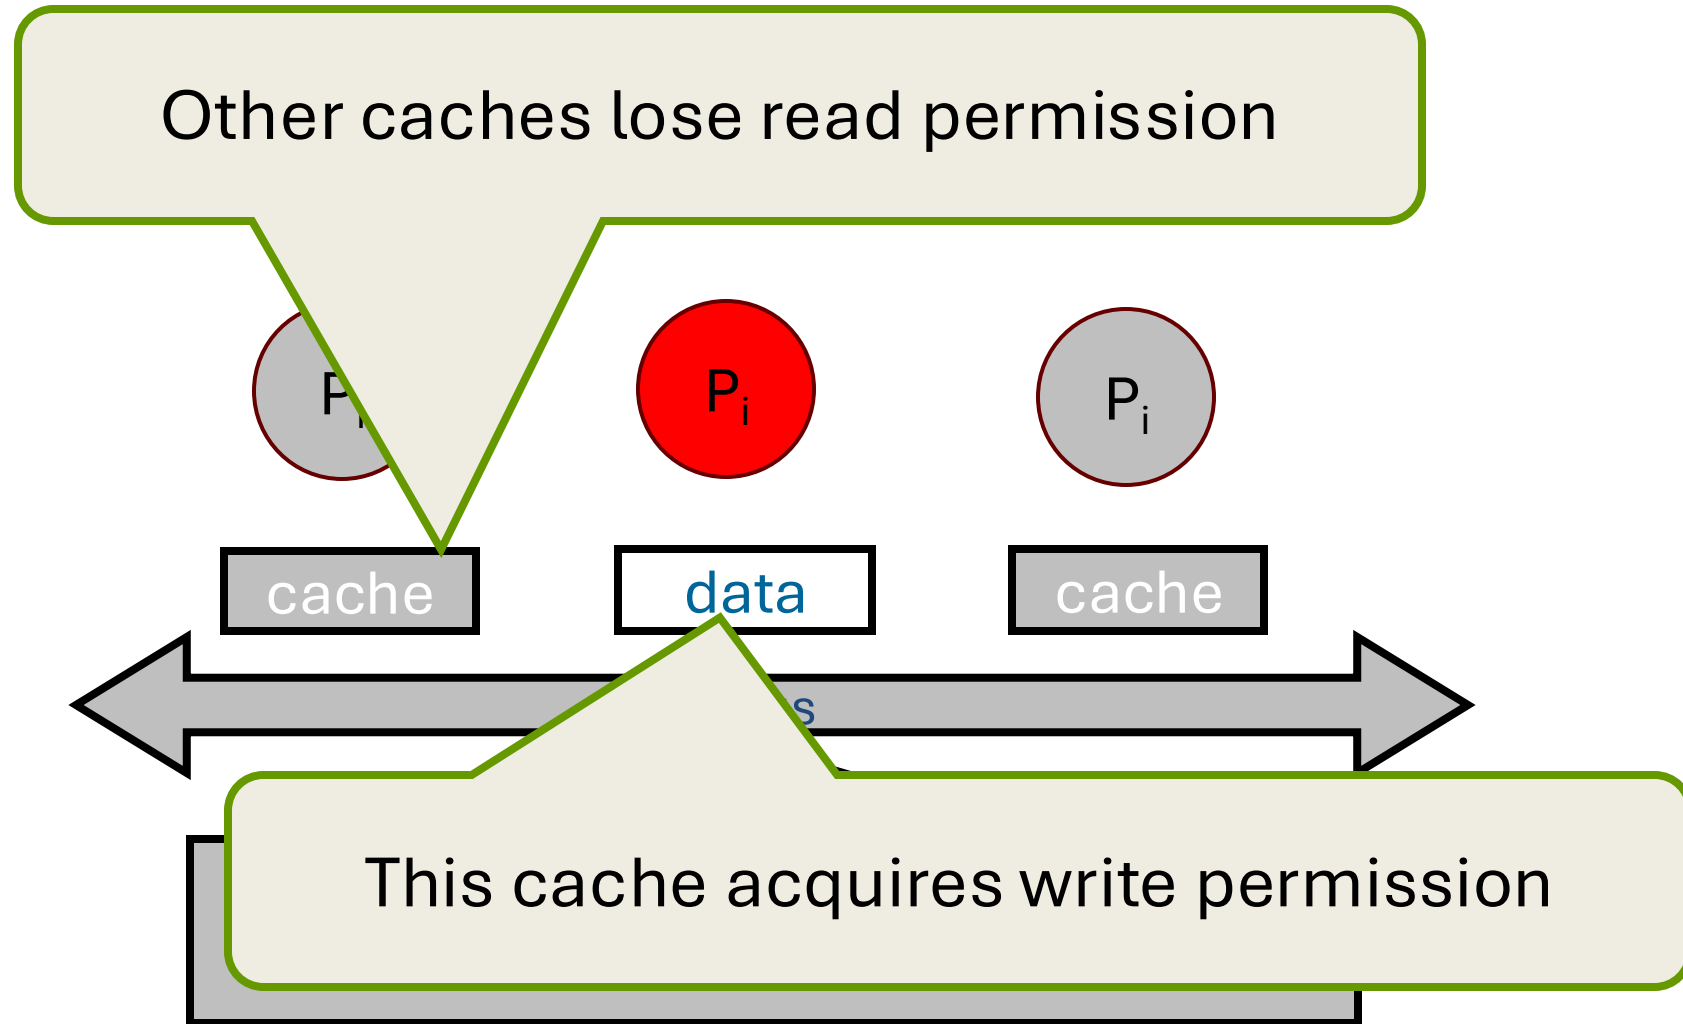 Other caches lose read permission
P
Pi
Pi
cache
data
cache
s
This cache acquires write permission